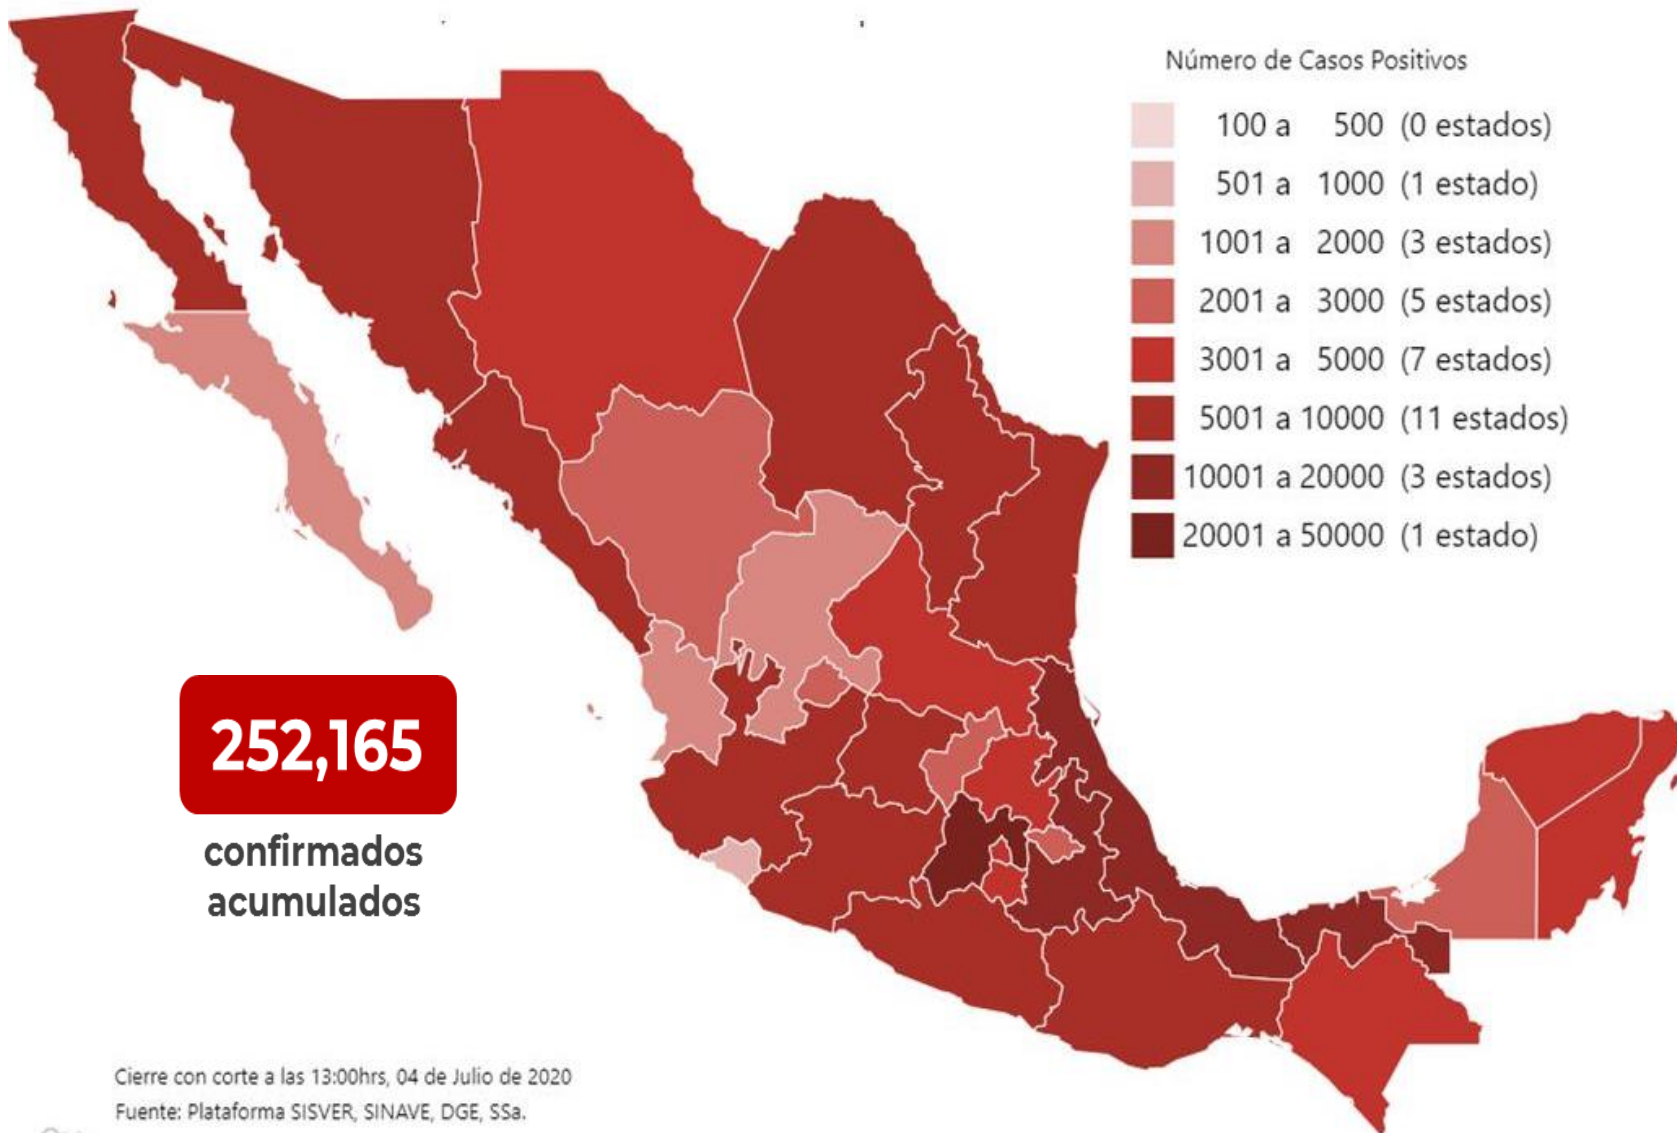 Número de Casos Positivos
100 a 500 (0 estados)
501 a 1000 (1 estado)
1001 a 2000 (3 estados)
2001 a 3000 (5 estados)
3001 a 5000 (7 estados)
5001 a 10000 (11 estados)
10001 a 20000 (3 estados)
20001 a 50000 (1 estado)
252,165
confirmados
acumulados
Cierre con corte a las 13:00hrs, 04 de Julio de 2020
Fuente: Plataforma SISVER, SINAVE, DGE, SSa.